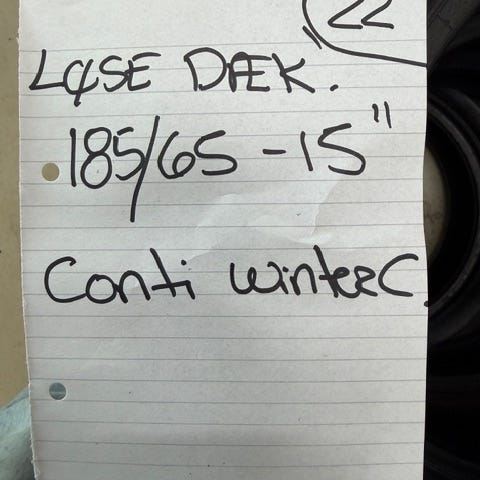 22
LØSE DÆK.
185/65-15"
Conti winterC.